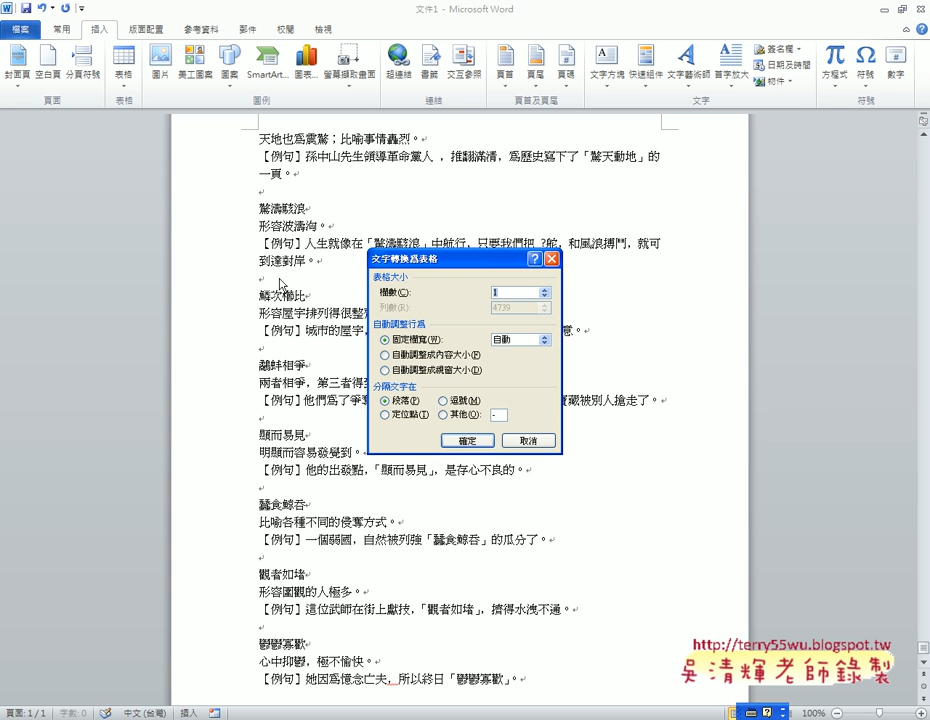 文件1 - Microsoft Word
檔案 常用 插入 版面配置 參考資料 郵件 校閱 檢視
封面頁 空白頁 分頁符號 表格 圖片 美工圖案 圖案 SmartArt... 圖表... 螢幕擷取畫面 超連結 書籤 交互參照 頁首 頁尾 頁碼 文字方塊 快速組件 文字藝術師 首字放大 簽名欄 日期及時間 物件 方程式 符號 數字
頁面 表格 圖例 連結 頁首及頁尾 文字 符號
天地也為震驚；比喻事情轟烈。
【例句】孫中山先生領導革命黨人 ，推翻滿清，為歷史寫下了「驚天動地」的
一頁。
驚濤駭浪
形容波濤洶。
【例句】人生就像在「驚濤駭浪」中航行，只要我們把 ?舵，和風浪搏鬥，就可
到達對岸。
鱗次櫛比
形容屋宇排列得很整
【例句】城市的屋宇， 意。
鷸蚌相爭
兩者相爭，第三者得
【例句】他們為了爭 寶藏被別人搶走了。
顯而易見
明顯而容易發覺到。
【例句】他的出發點，「顯而易見」，是存心不良的。
蠶食鯨吞
比喻各種不同的侵奪方式。
【例句】一個弱國，自然被列強「蠶食鯨吞」的瓜分了。
觀者如堵
形容圍觀的人極多。
【例句】這位武師在街上獻技，「觀者如堵」，擠得水洩不通。
鬱鬱寡歡
心中抑鬱，極不愉快。
【例句】她因為憶念亡夫，所以終日「鬱鬱寡歡」。
文字轉換為表格
表格大小
欄數(C): 1
列數(R): 4739
自動調整行為
固定欄寬(W): 自動
自動調整成內容大小(F)
自動調整成視窗大小(D)
分隔文字在
段落(P) 逗號(M)
定位點(T) 其他(O): -
確定 取消
http://terry55wu.blogspot.tw
吳清輝老師錄製
頁面: 1/1 字數: 0 中文 (台灣) 插入 100%